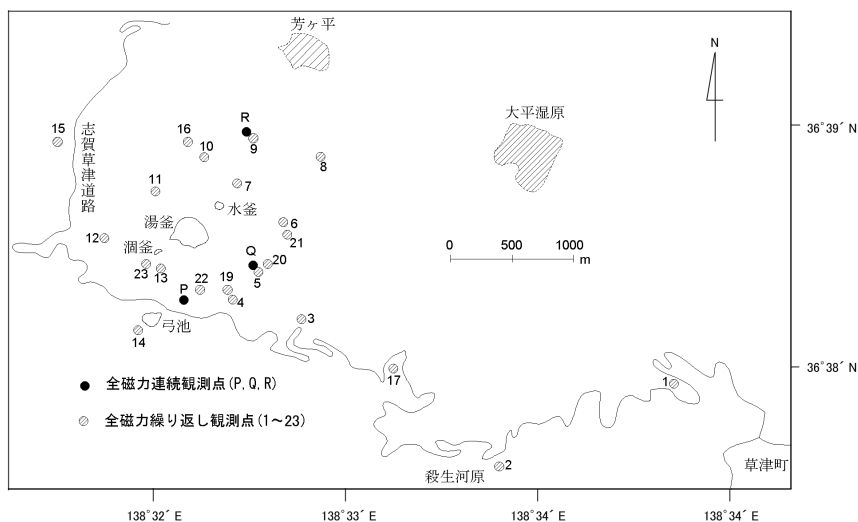 芳ヶ平
N
R
大平湿原
36°39′ N
15
16
10
9
8
志賀草津道路
11
7
水釜
湯釜
6
21
12
涸釜
Q
20
0 500 1000 m
23
13
5
22
19
P
4
3
弓池
14
36°38′ N
17
1
全磁力連続観測点(P,Q,R)
全磁力繰り返し観測点(1～23)
殺生河原
2
草津町
138°32′ E
138°33′ E
138°34′ E
138°34′ E